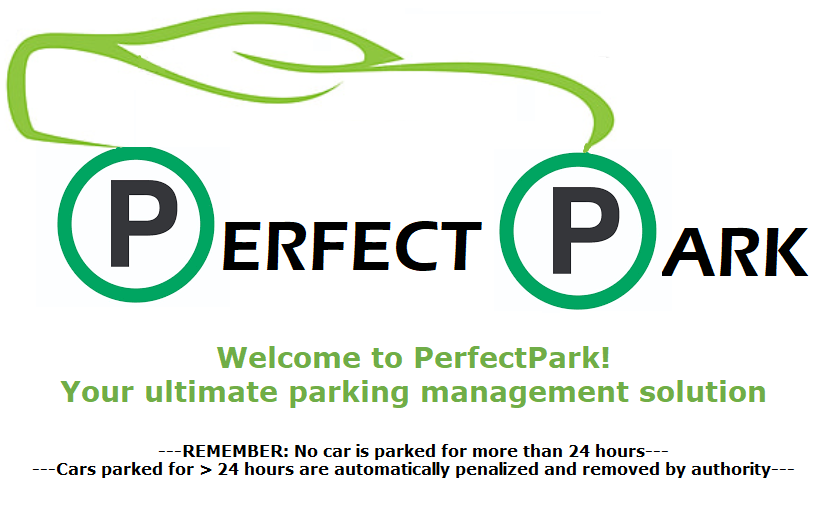 PERFECT PARK
Welcome to PerfectPark!
Your ultimate parking management solution
---REMEMBER: No car is parked for more than 24 hours---
---Cars parked for > 24 hours are automatically penalized and removed by authority---